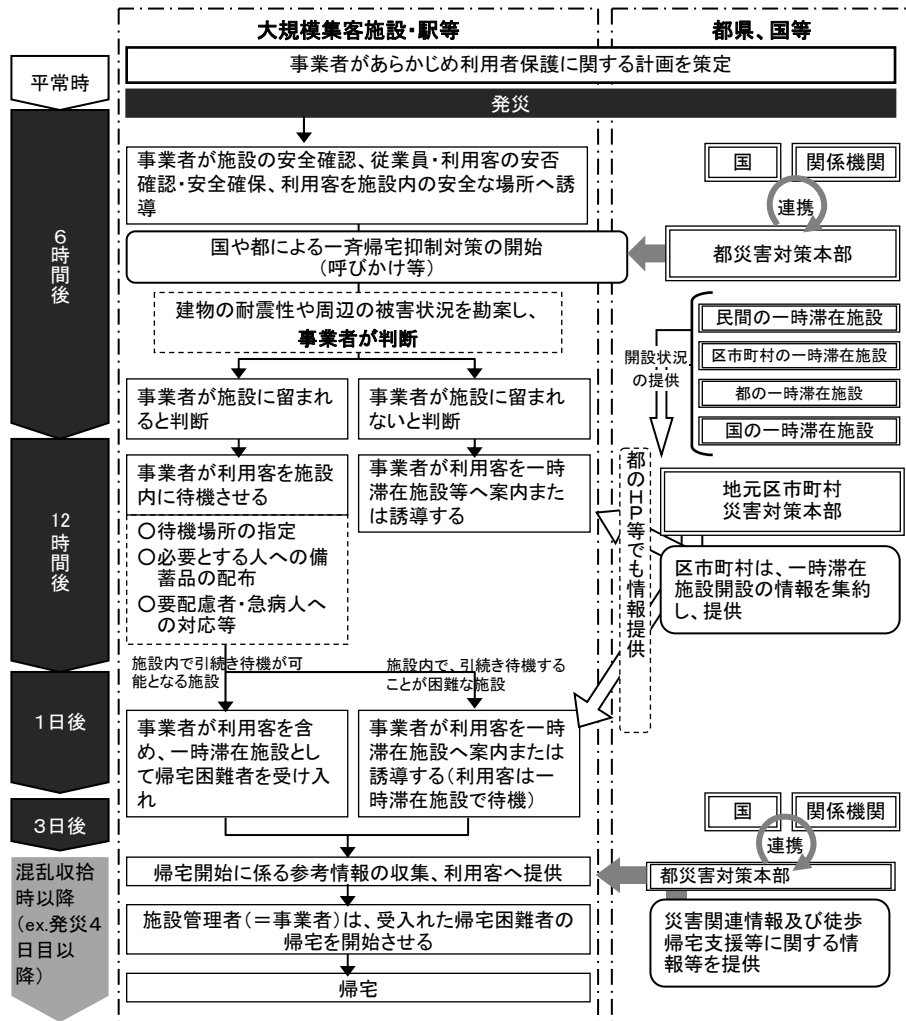 大規模集客施設・駅等
都県、国等
平常時
事業者があらかじめ利用者保護に関する計画を策定
発災
6時間後
事業者が施設の安全確認、従業員・利用客の安否
確認・安全確保、利用客を施設内の安全な場所へ誘
導
国
関係機関
連携
都災害対策本部
国や都による一斉帰宅抑制対策の開始
(呼びかけ等)
建物の耐震性や周辺の被害状況を勘案し、
事業者が判断
民間の一時滞在施設
区市町村の一時滞在施設
都の一時滞在施設
国の一時滞在施設
開設状況
の提供
事業者が施設に留まれ
ると判断
事業者が施設に留まれ
ないと判断
12時間後
事業者が利用客を施設
内に待機させる
事業者が利用客を一時
滞在施設等へ案内また
は誘導する
○待機場所の指定
○必要とする人への備
蓄品の配布
○要配慮者・急病人へ
の対応等
都のHP等でも情報提供
地元区市町村
災害対策本部
区市町村は、一時滞在
施設開設の情報を集約
し、提供
施設内で引続き待機が可
能となる施設
施設内で、引続き待機する
ことが困難な施設
1日後
事業者が利用客を含
め、一時滞在施設とし
て帰宅困難者を受け入
れ
事業者が利用客を一時
滞在施設へ案内または
誘導する(利用客は一
時滞在施設で待機)
3日後
国
関係機関
連携
都災害対策本部
混乱収拾
時以降
(ex.発災4
日目以
降)
帰宅開始に係る参考情報の収集、利用客へ提供
施設管理者(=事業者)は、受入れた帰宅困難者の
帰宅を開始させる
帰宅
災害関連情報及び徒歩
帰宅支援等に関する情
報等を提供